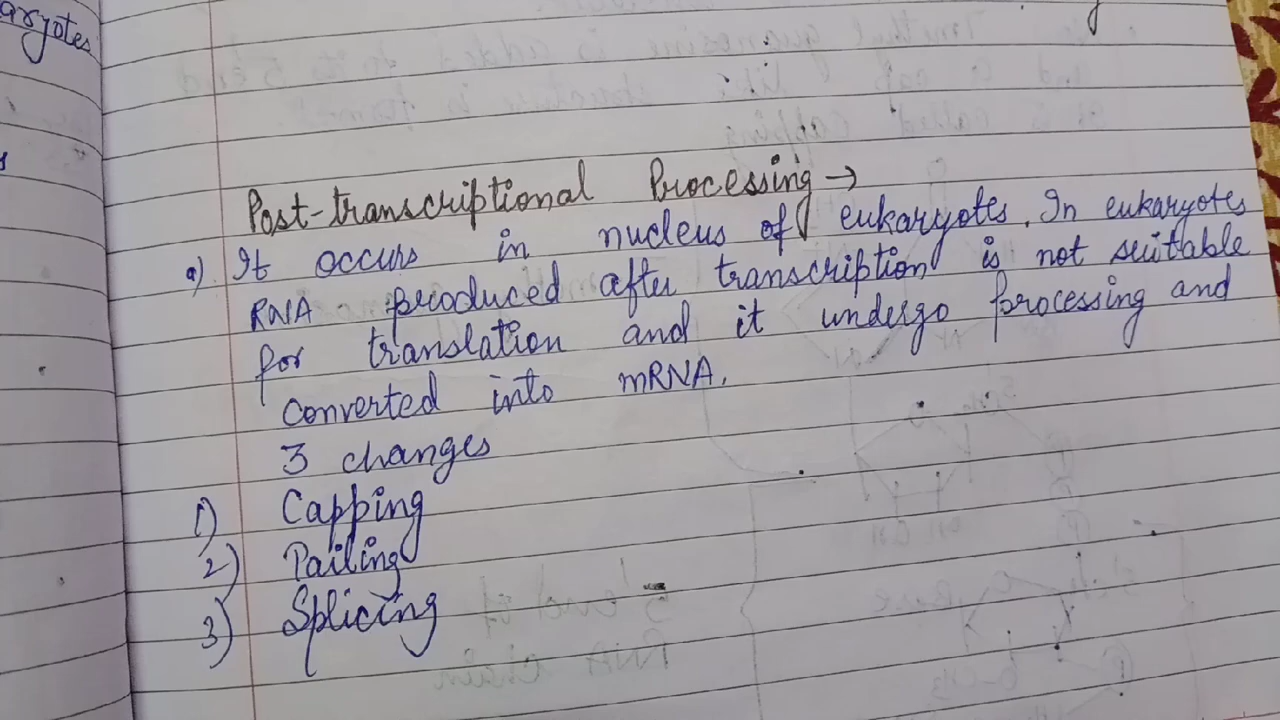 aryotes
Post-transcriptional Processing →
a) It occurs in nucleus of eukaryotes. In eukaryotes
RNA produced after transcription is not suitable
for translation and it undergo processing and
converted into mRNA.
3 changes
1) Capping
2) Tailing
3) Splicing